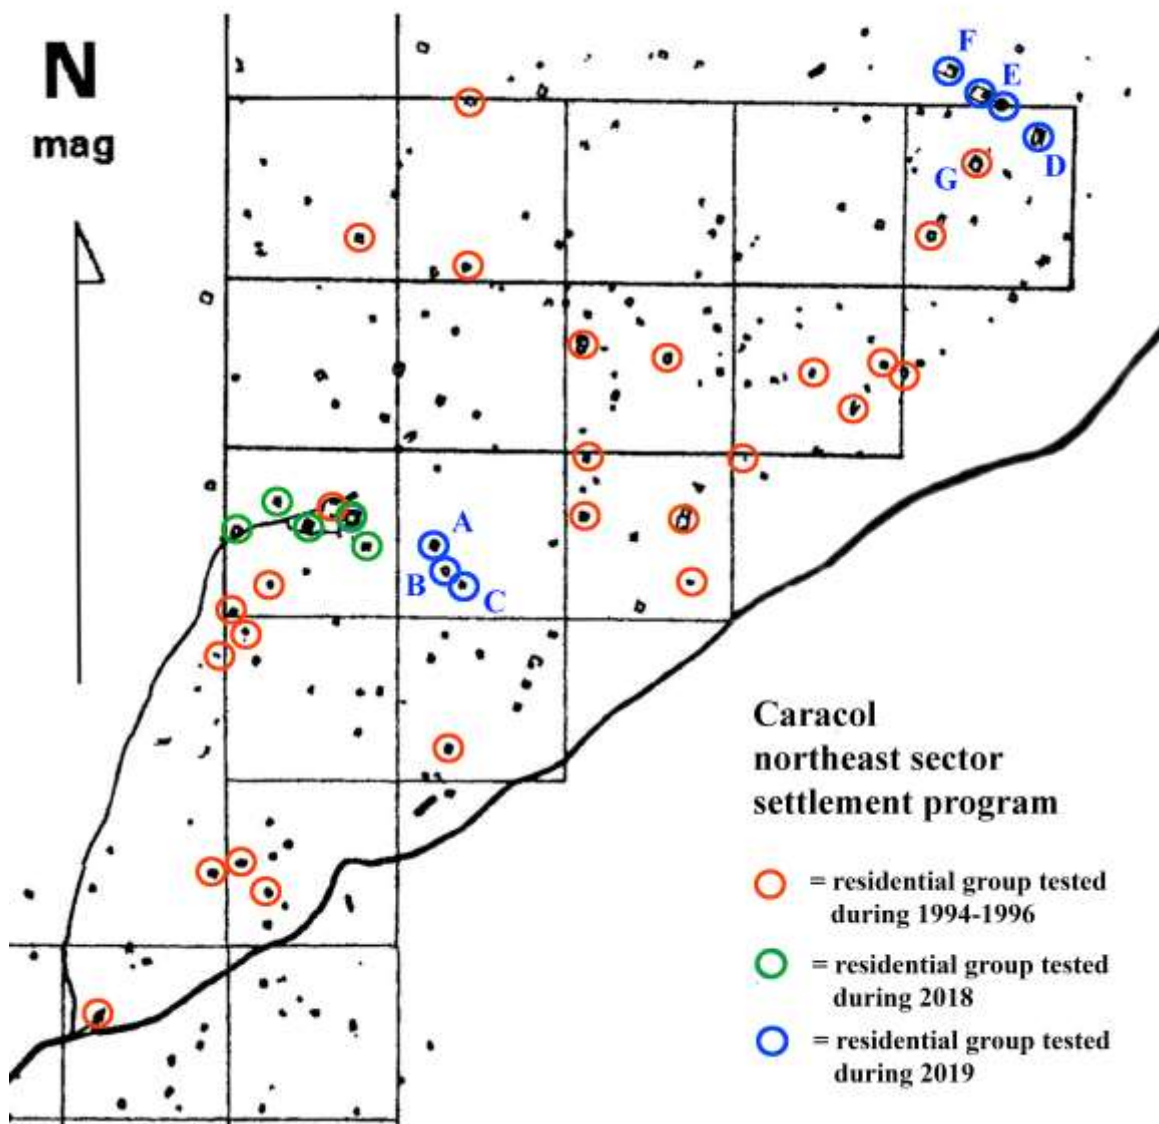 N
mag
F
E
G
D
A
B
C
Caracol
northeast sector
settlement program
= residential group tested
during 1994-1996
= residential group tested
during 2018
= residential group tested
during 2019